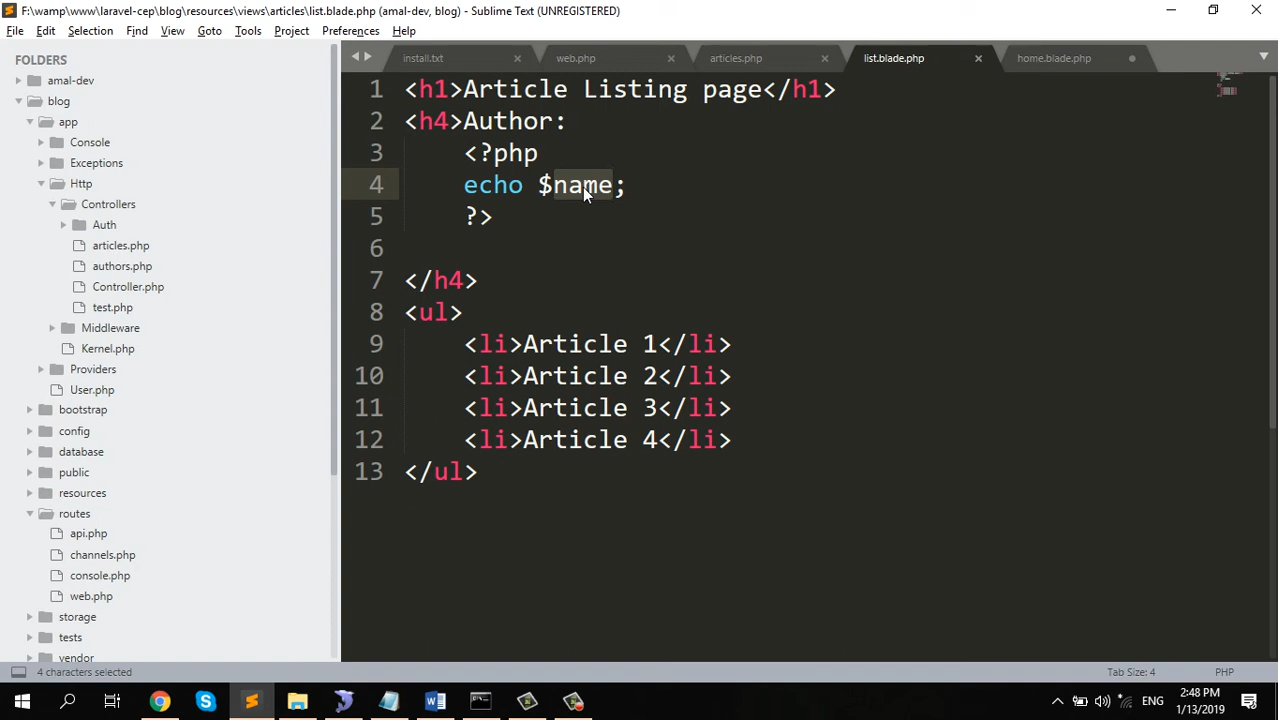 F:\wamp\www\laravel-cep\blog\resources\views\articles\list.blade.php (amal-dev, blog) - Sublime Text (UNREGISTERED)
File Edit Selection Find View Goto Tools Project Preferences Help
FOLDERS
amal-dev
blog
app
Console
Exceptions
Http
Controllers
Auth
articles.php
authors.php
Controller.php
test.php
Middleware
Kernel.php
Providers
User.php
bootstrap
config
database
public
resources
routes
api.php
channels.php
console.php
web.php
storage
tests
vendor
install.txt web.php articles.php list.blade.php home.blade.php
1 <h1>Article Listing page</h1>
2 <h4>Author:
3 <?php
4 echo $name;
5 ?>
6
7 </h4>
8 <ul>
9 <li>Article 1</li>
10 <li>Article 2</li>
11 <li>Article 3</li>
12 <li>Article 4</li>
13 </ul>
4 characters selected Tab Size: 4 PHP
ENG 2:48 PM
1/13/2019